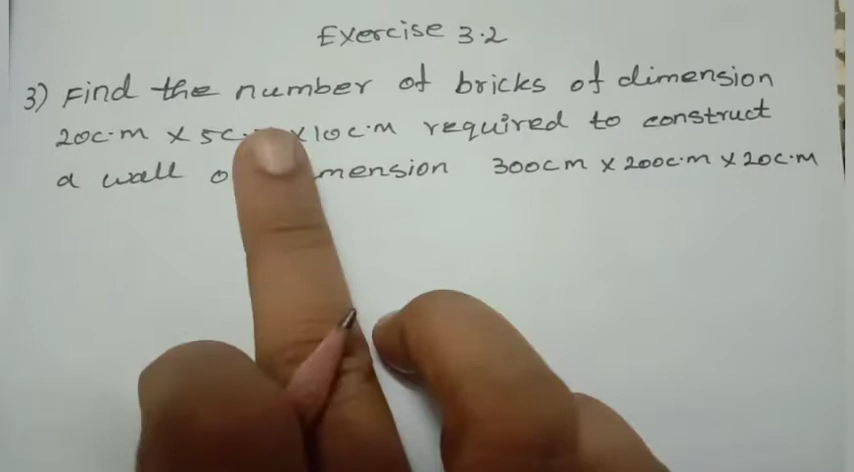 Exercise 3.2
3) Find the number of bricks of dimension
20c.m x 5c. x 10c.m required to construct
a wall mension 300cm x 200c.m x 20c.m